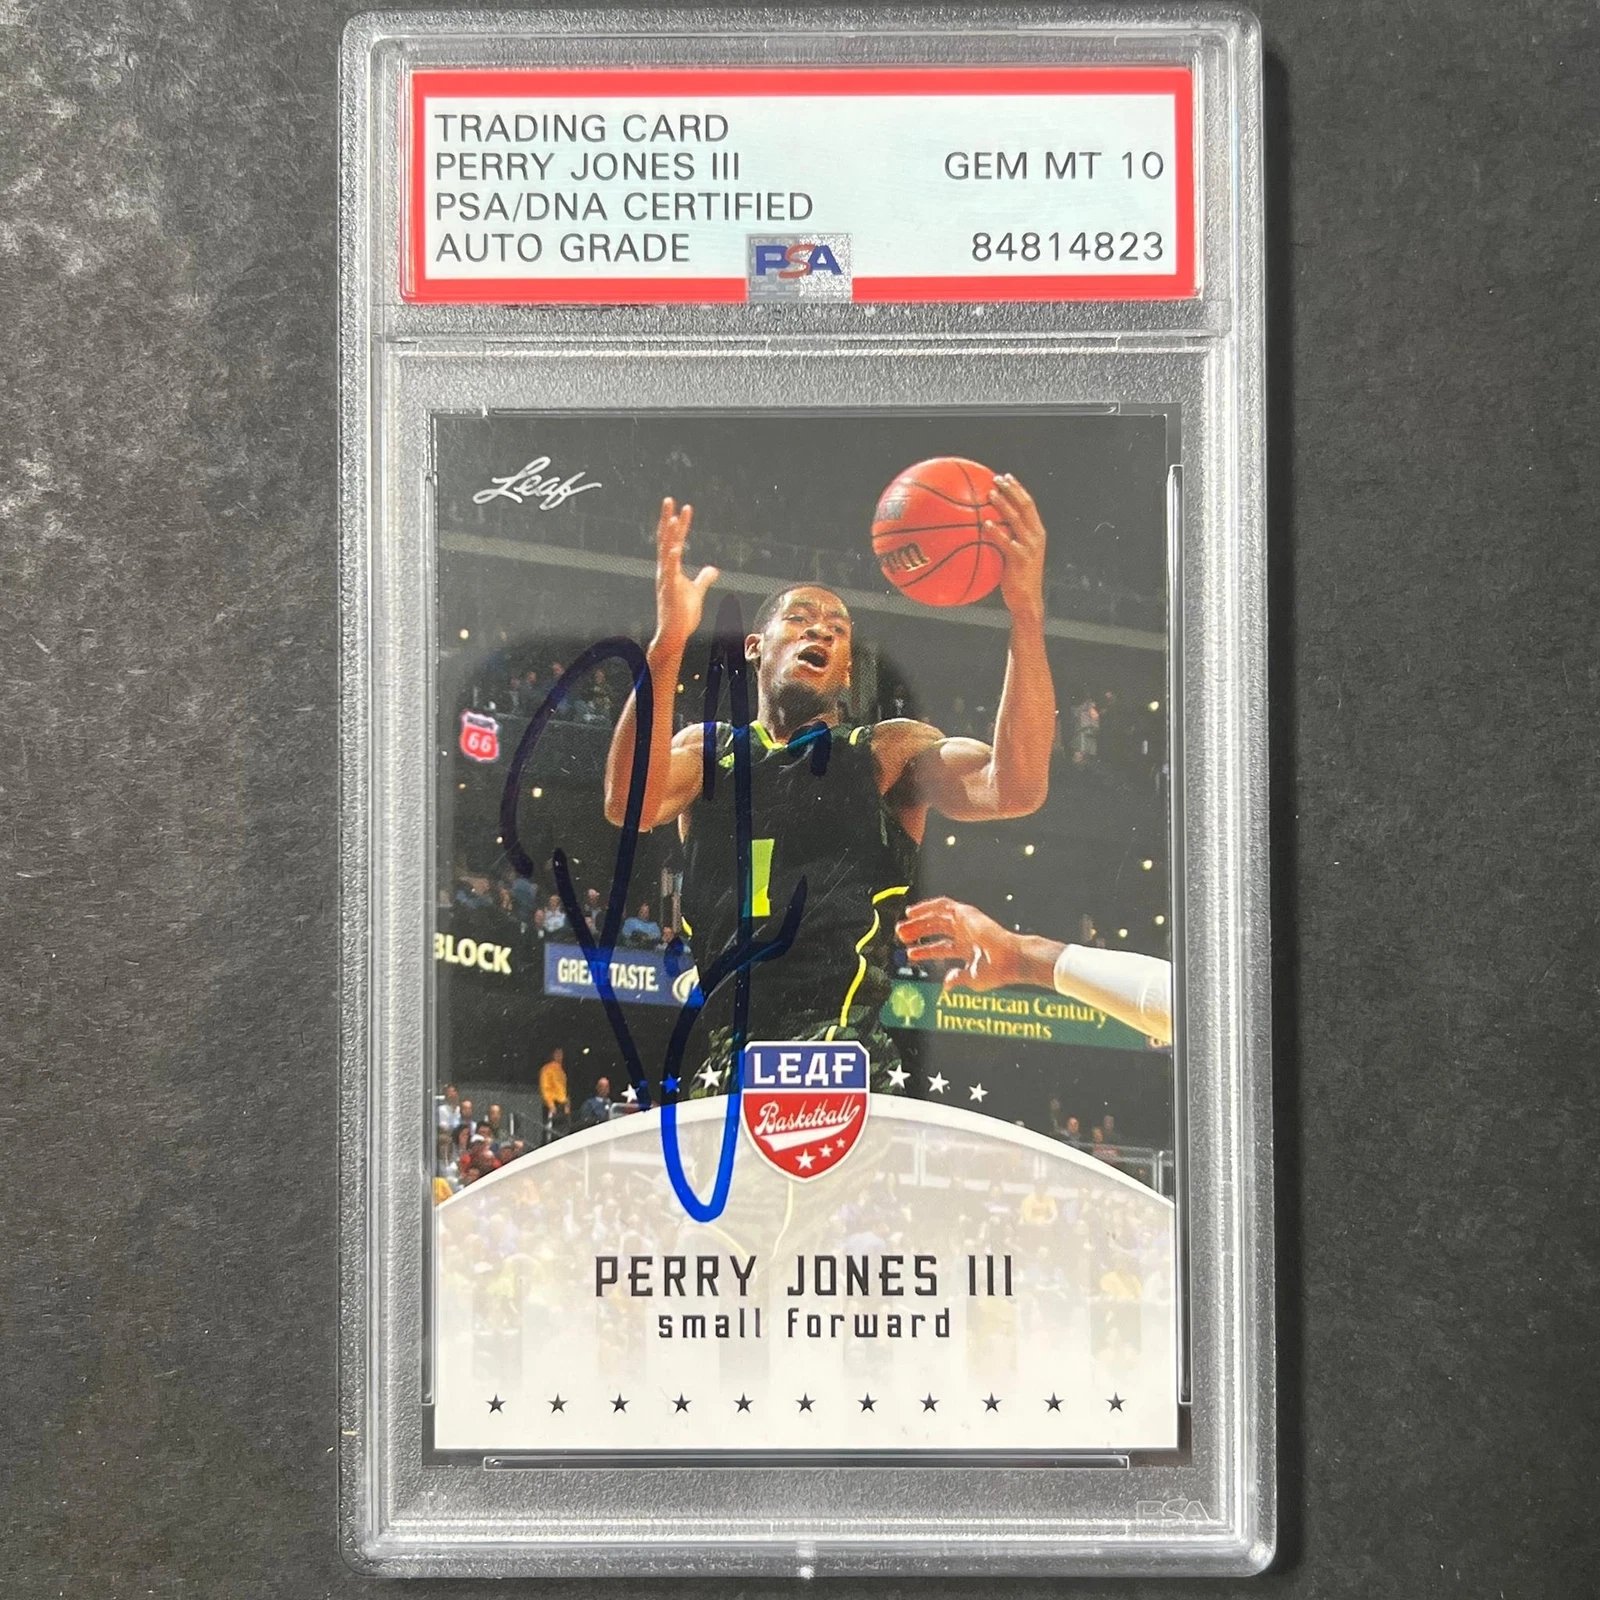 TRADING CARD
PERRY JONES III
GEM MT 10
PSA/DNA CERTIFIED
AUTO GRADE
84814823
PSA
Leaf
66
1
BLOCK
GREAT TASTE.
American Century
Investments
LEAF
Basketball
PERRY JONES III
small forward
PSA